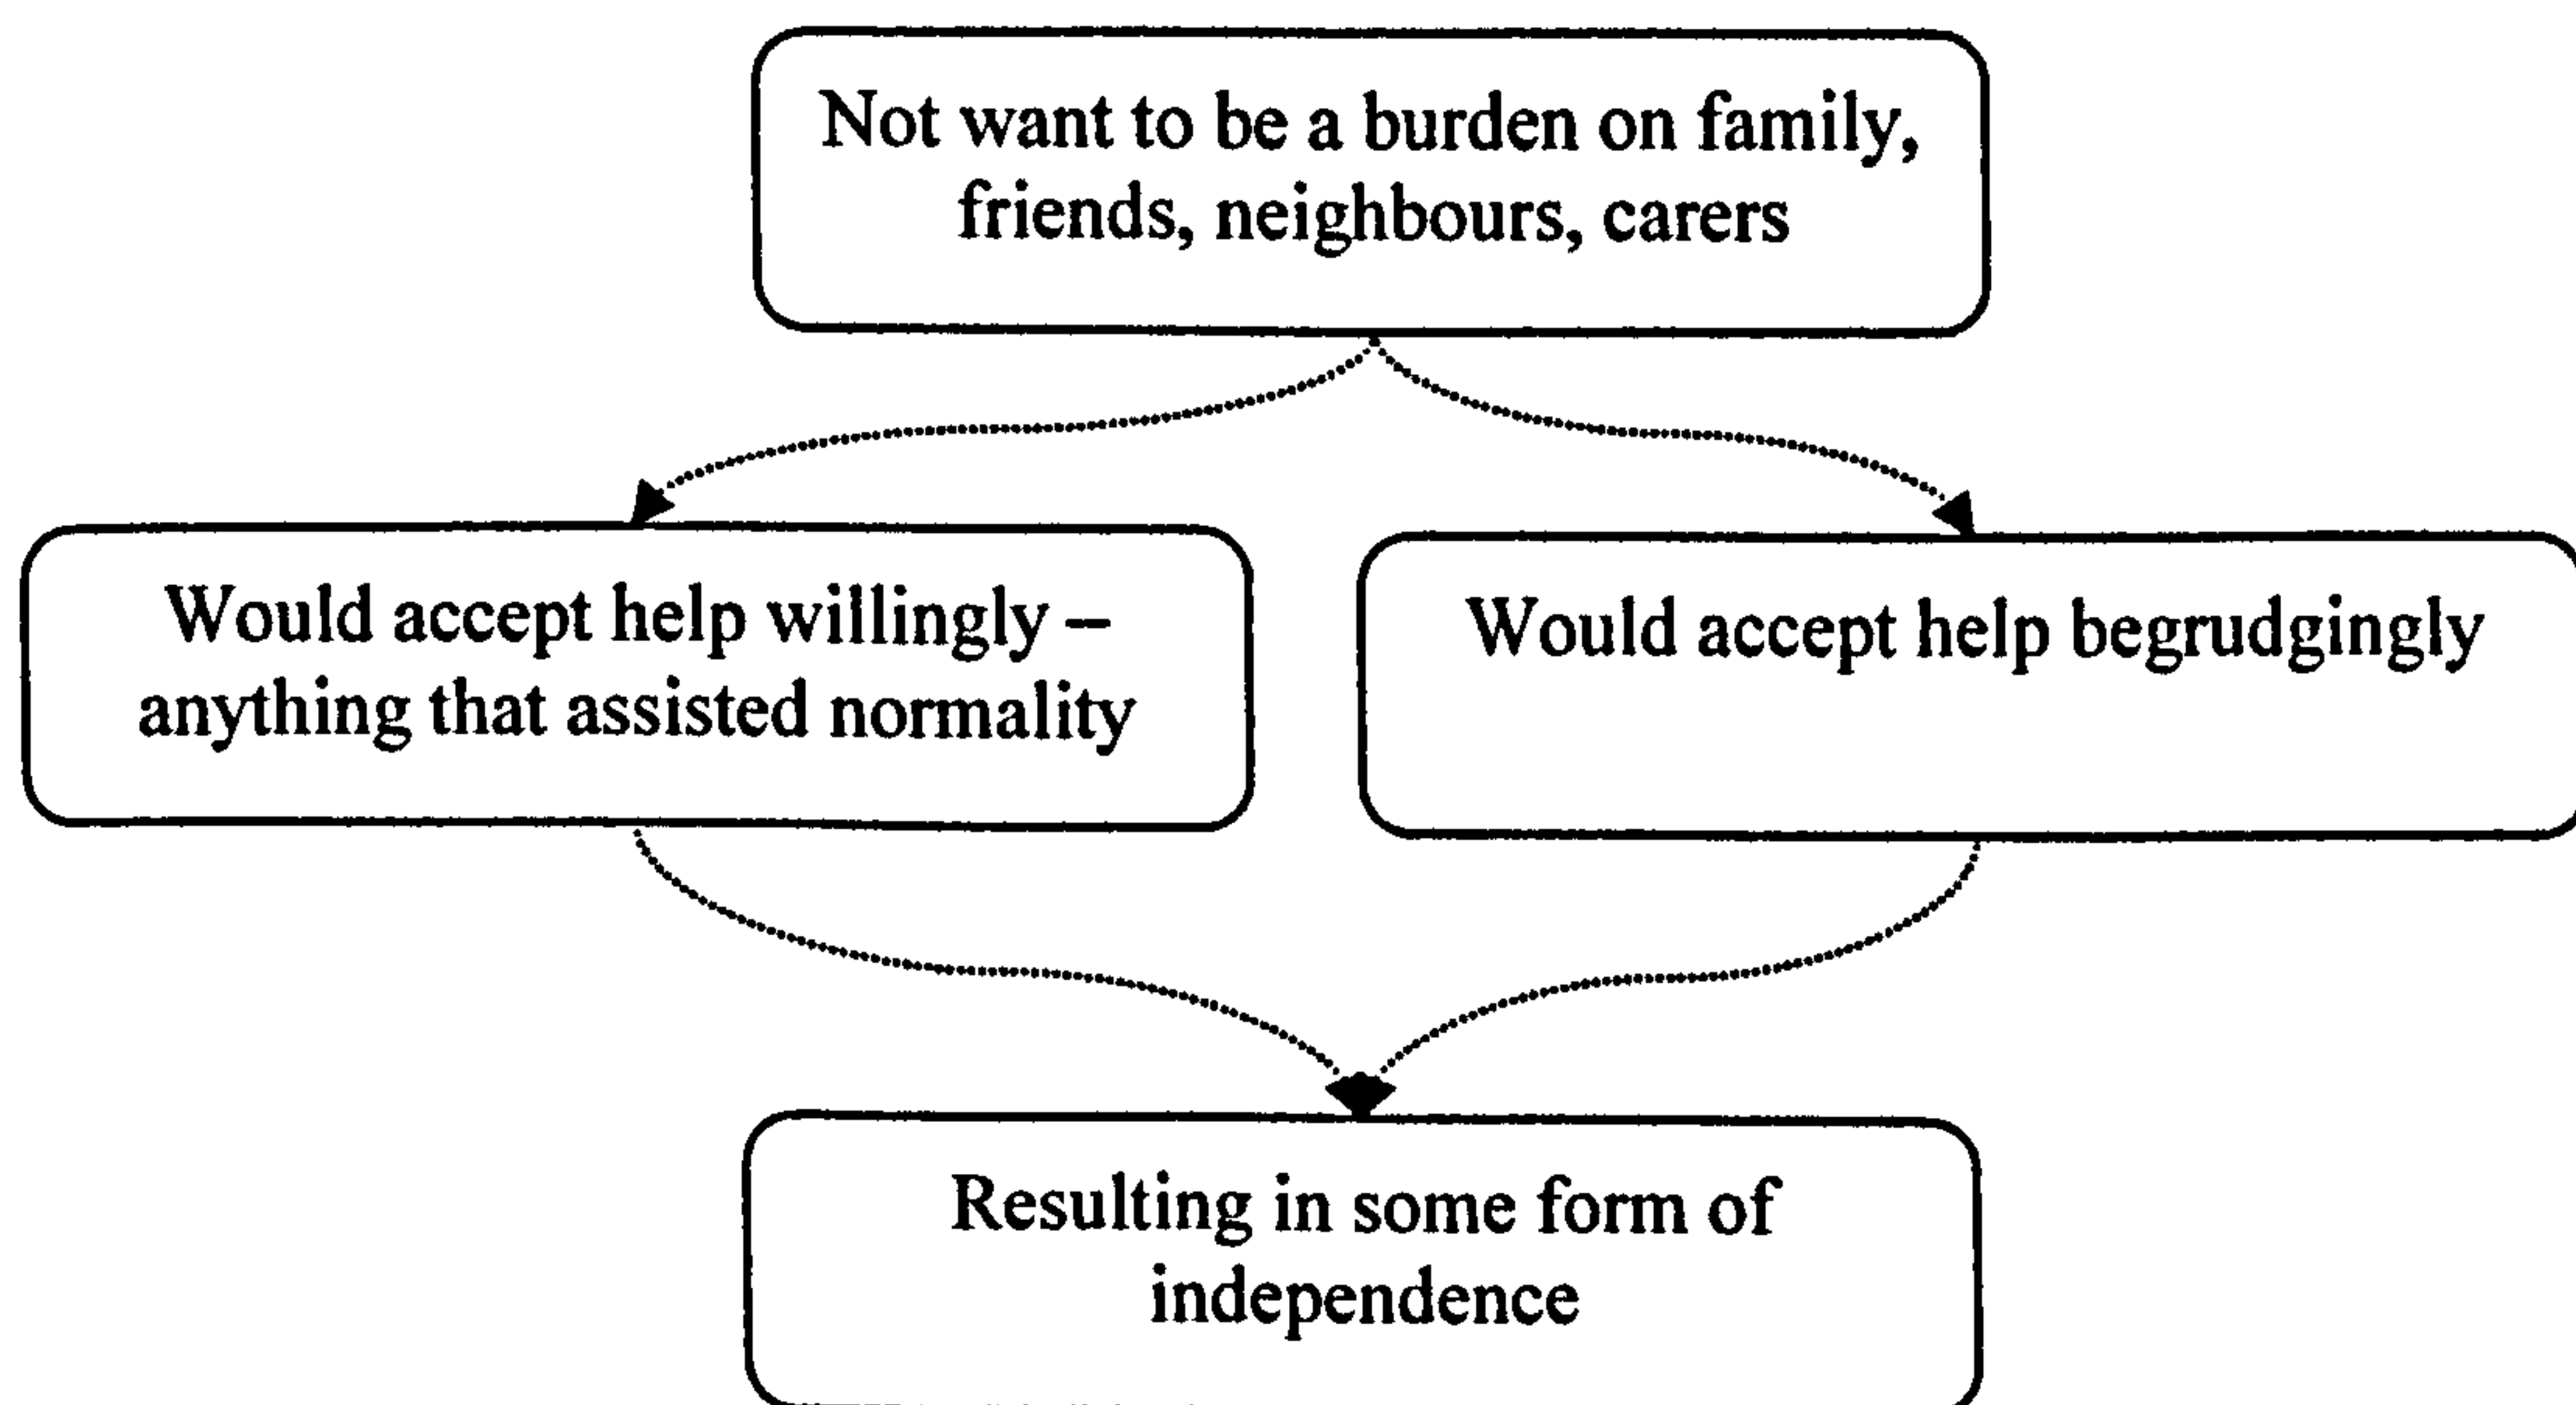 Not want to be a burden on family,
friends, neighbours, carers
Would accept help willingly –
anything that assisted normality
Would accept help begrudgingly
Resulting in some form of
independence